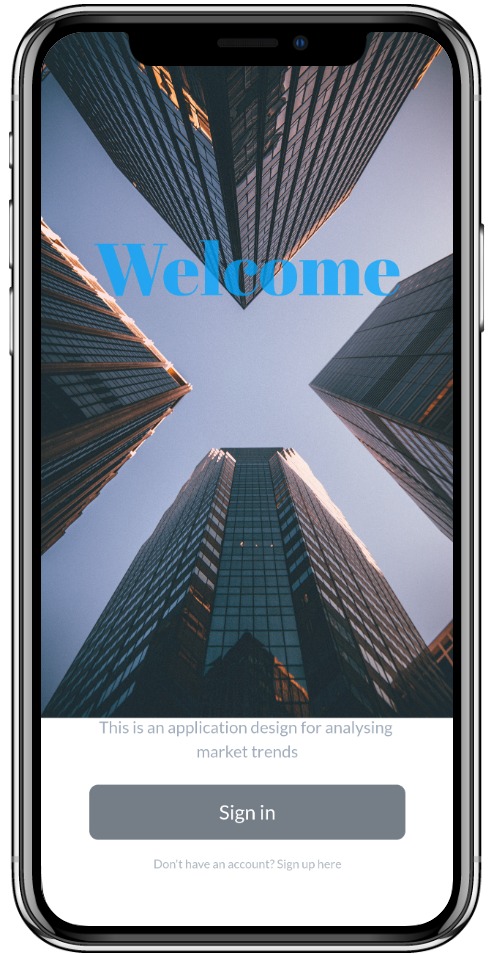 Welcome
This is an application design for analysing
market trends
Sign in
Don't have an account? Sign up here